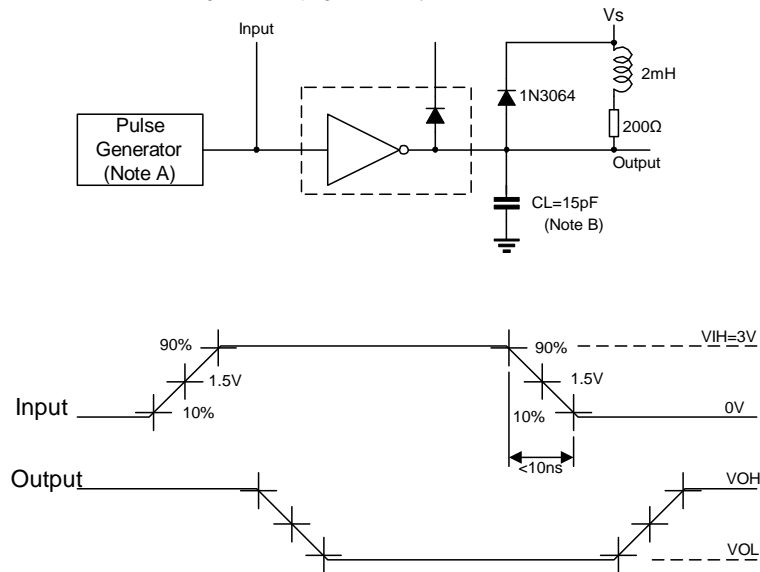 Input
Vs
2mH
1N3064
200Ω
Pulse
Generator
(Note A)
Output
CL=15pF
(Note B)
90%
90%
VIH=3V
1.5V
1.5V
Input
10%
10%
0V
<10ns
Output
VOH
VOL